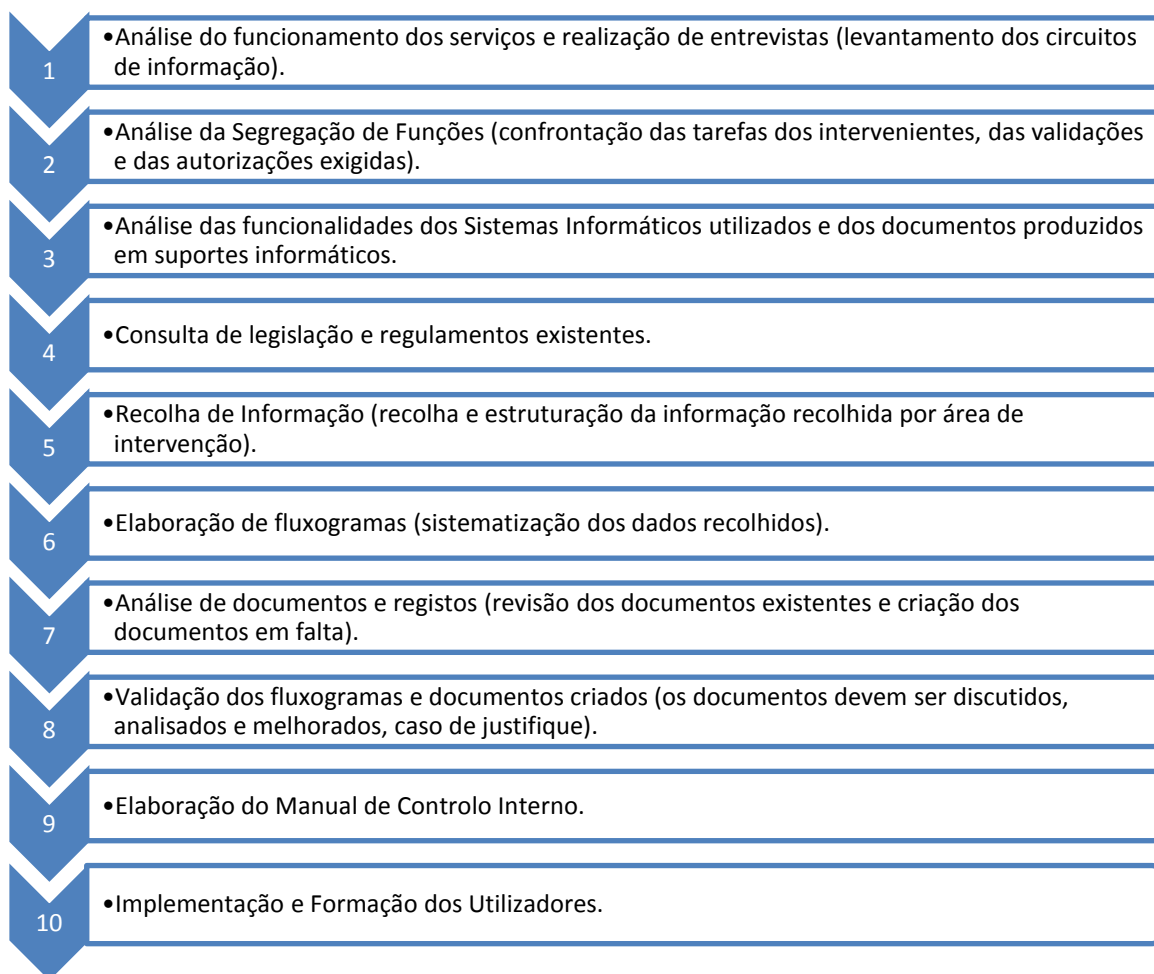 •Análise do funcionamento dos serviços e realização de entrevistas (levantamento dos circuitos
1
de informação).
•Análise da Segregação de Funções (confrontação das tarefas dos intervenientes, das validações
2
e das autorizações exigidas).
•Análise das funcionalidades dos Sistemas Informáticos utilizados e dos documentos produzidos
3
em suportes informáticos.
4
•Consulta de legislação e regulamentos existentes.
•Recolha de Informação (recolha e estruturação da informação recolhida por área de
5
intervenção).
6
•Elaboração de fluxogramas (sistematização dos dados recolhidos).
•Análise de documentos e registos (revisão dos documentos existentes e criação dos
7
documentos em falta).
•Validação dos fluxogramas e documentos criados (os documentos devem ser discutidos,
8
analisados e melhorados, caso de justifique).
9
•Elaboração do Manual de Controlo Interno.
10
•Implementação e Formação dos Utilizadores.